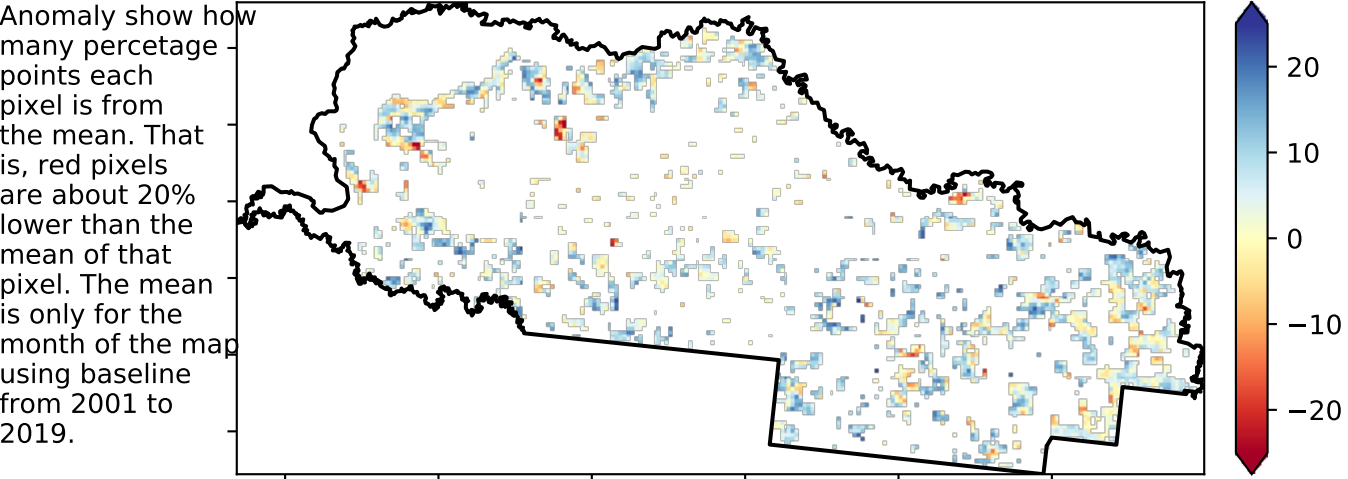 Anomaly show how
many percetage
points each
pixel is from
the mean. That
is, red pixels
are about 20%
lower than the
mean of that
pixel. The mean
is only for the
month of the map
using baseline
from 2001 to
2019.
20
10
0
−10
−20